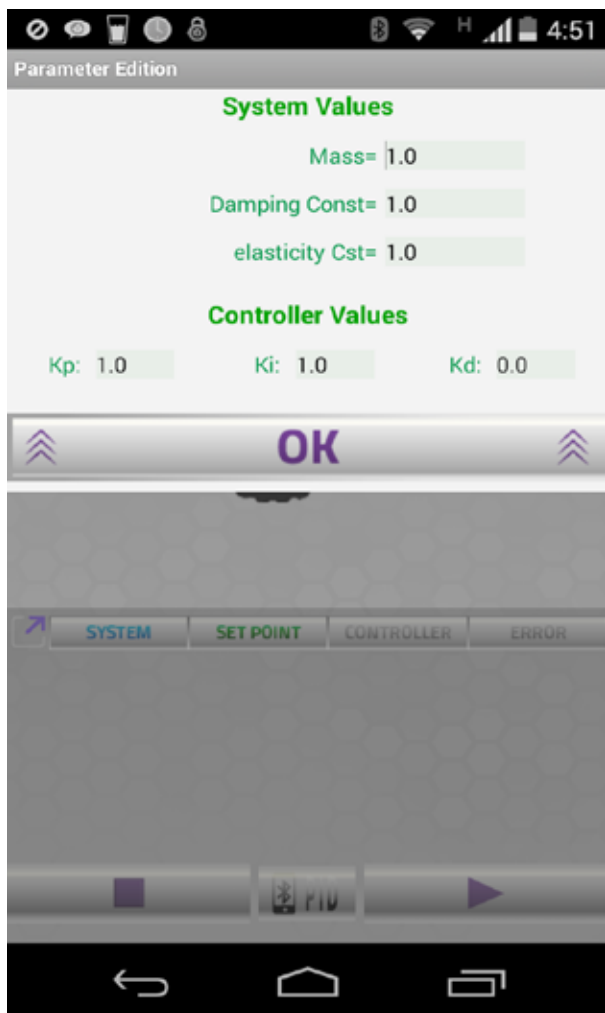 H 4:51
Parameter Edition
System Values
Mass= 1.0
Damping Const= 1.0
elasticity Cst= 1.0
Controller Values
Kp: 1.0 Ki: 1.0 Kd: 0.0
OK
SYSTEM SET POINT CONTROLLER ERROR
PID